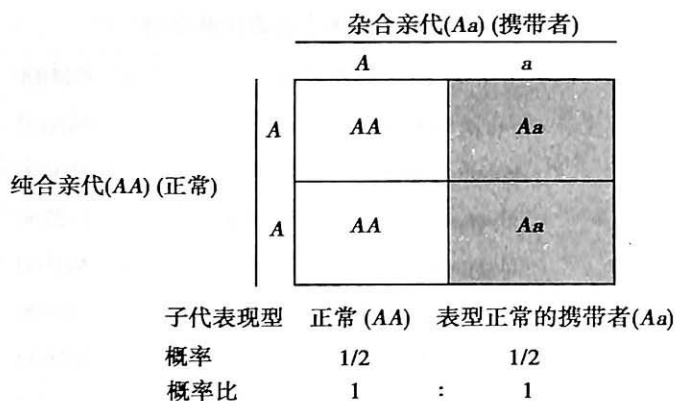 杂合亲代(Aa) (携带者)
A a
纯合亲代(AA) (正常)
A AA Aa
A AA Aa
子代表现型 正常 (AA) 表型正常的携带者(Aa)
概率 1/2 1/2
概率比 1 : 1